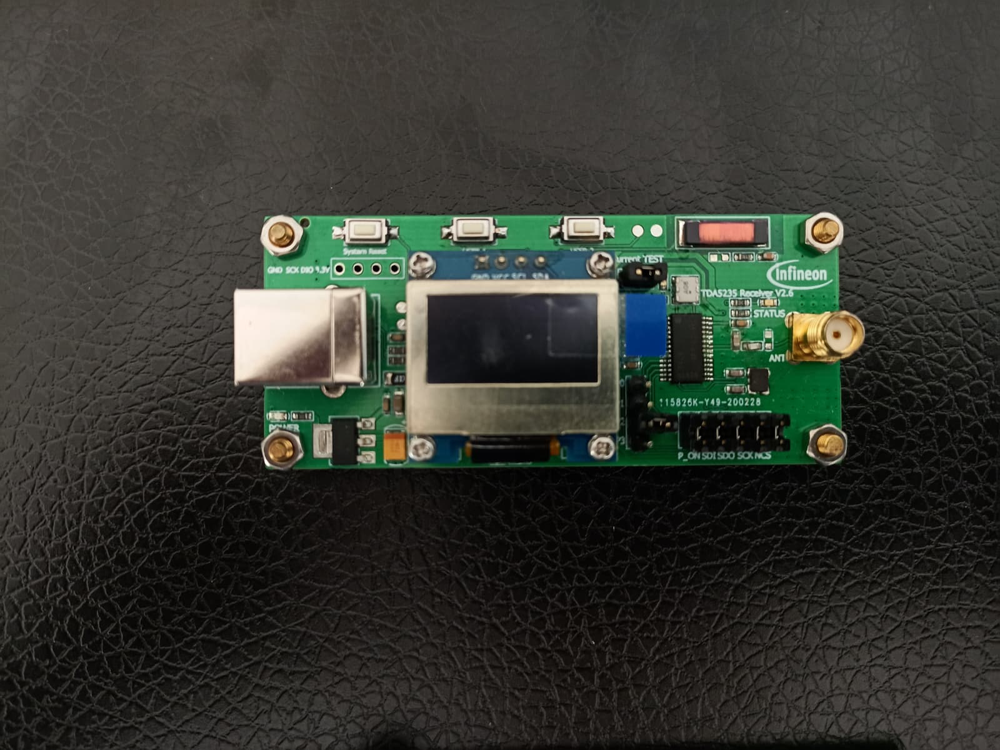 System Reset
GND SCK DIO 3.3V
GND VCC SCL SDA
urrent TEST
Infineon
TDA5235 Receiver V2.6
STATUS
ANT
115826K-Y49-200228
POWER
P_ON SDI SDO SCK NCS